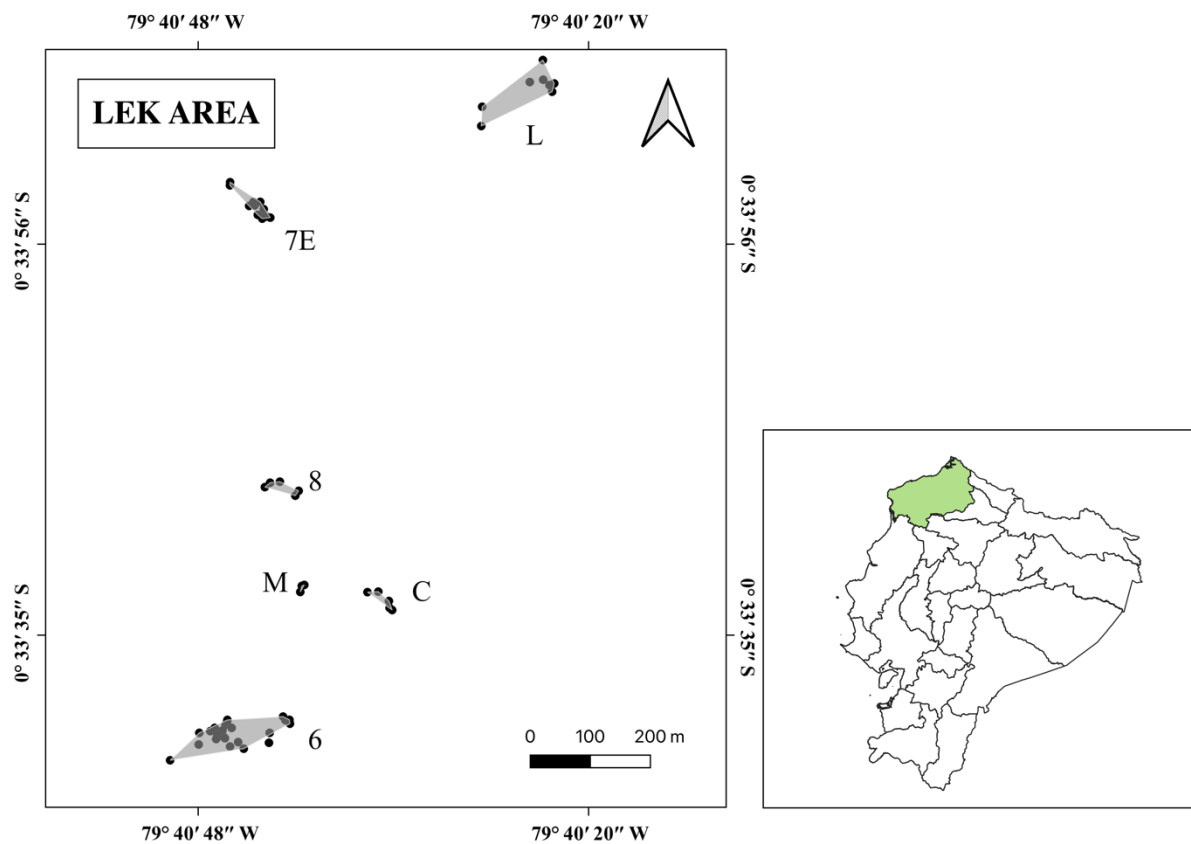 79° 40′ 48″ W
79° 40′ 20″ W
LEK AREA
L
0° 33′ 56″ S
0° 33′ 56″ S
7E
8
M
C
0° 33′ 35″ S
0° 33′ 35″ S
6
0 100 200 m
79° 40′ 48″ W
79° 40′ 20″ W